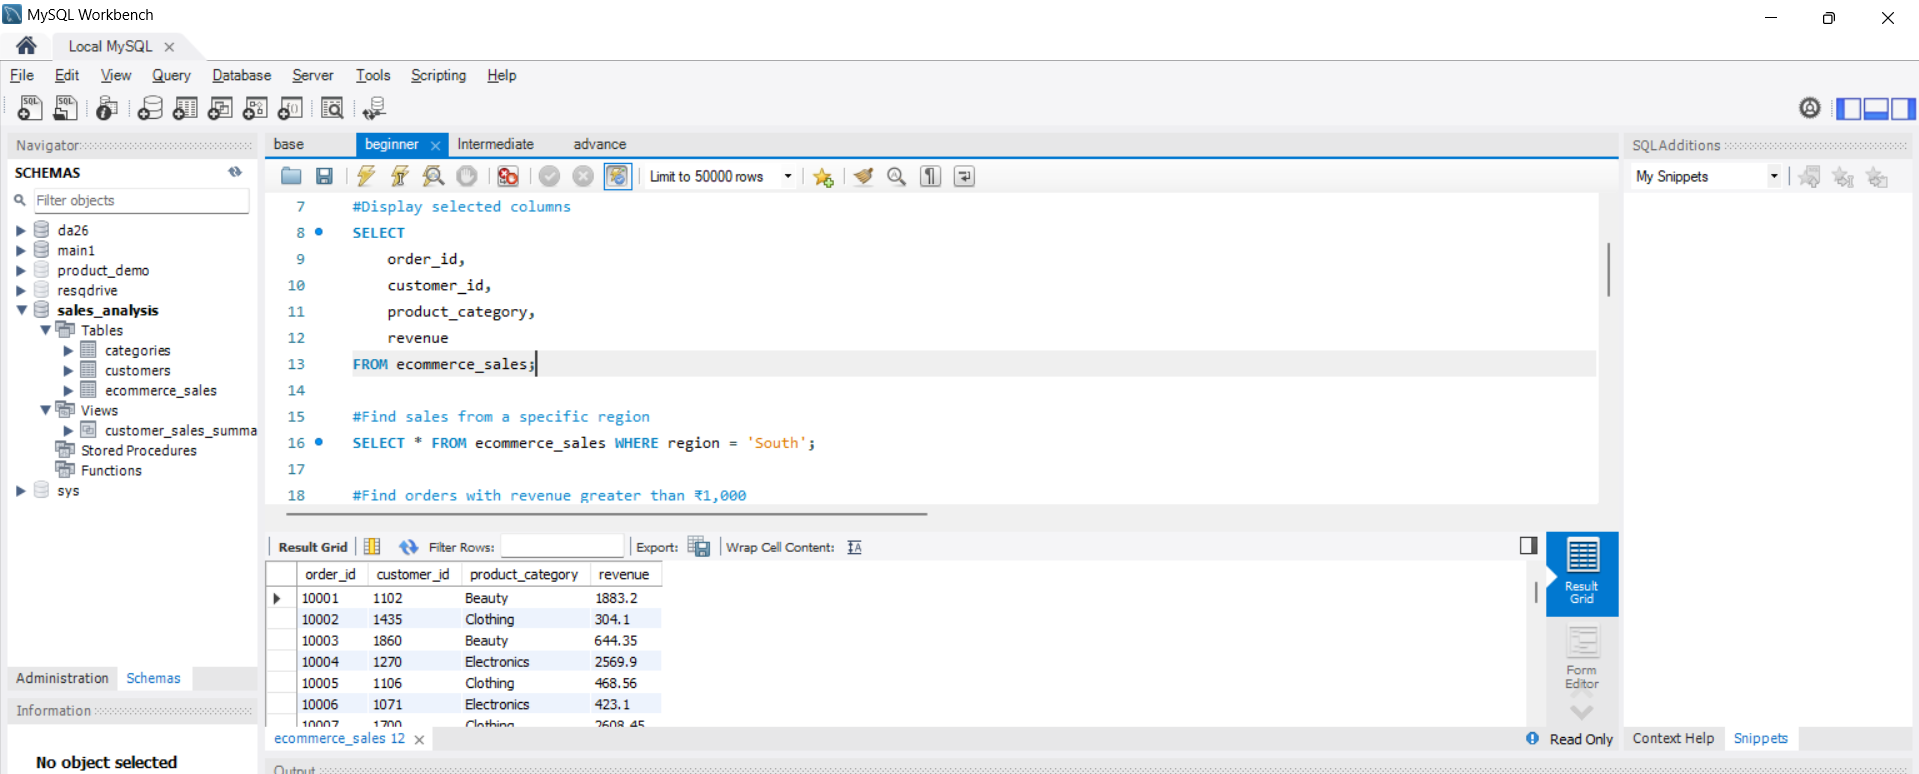 MySQL Workbench
Local MySQL
File Edit View Query Database Server Tools Scripting Help
Navigator
SCHEMAS
Filter objects
da26
main1
product_demo
resqdrive
sales_analysis
Tables
categories
customers
ecommerce_sales
Views
customer_sales_summa
Stored Procedures
Functions
sys
Administration Schemas
Information
No object selected
base beginner Intermediate advance
Limit to 50000 rows
7 #Display selected columns
8 SELECT
9 order_id,
10 customer_id,
11 product_category,
12 revenue
13 FROM ecommerce_sales;
14
15 #Find sales from a specific region
16 SELECT * FROM ecommerce_sales WHERE region = 'South';
17
18 #Find orders with revenue greater than ₹1,000
Result Grid Filter Rows: Export: Wrap Cell Content:
order_id customer_id product_category revenue
10001 1102 Beauty 1883.2
10002 1435 Clothing 304.1
10003 1860 Beauty 644.35
10004 1270 Electronics 2569.9
10005 1106 Clothing 468.56
10006 1071 Electronics 423.1
10007 1700 Clothing 2608.45
Result
Grid
Form
Editor
ecommerce_sales 12
Read Only
Output
SQLAdditions
My Snippets
Context Help Snippets